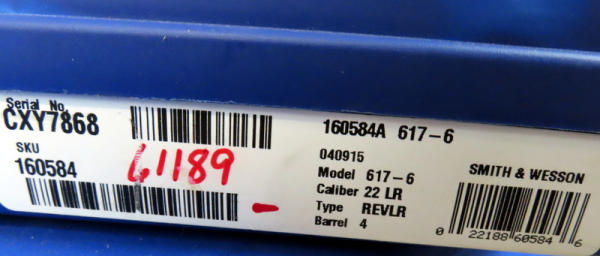 Serial No.
CXY7868
SKU
160584
61189
160584A 617-6
040915
Model 617-6
Caliber 22 LR
Type REVLR
Barrel 4
SMITH & WESSON
0 22188 60584 6